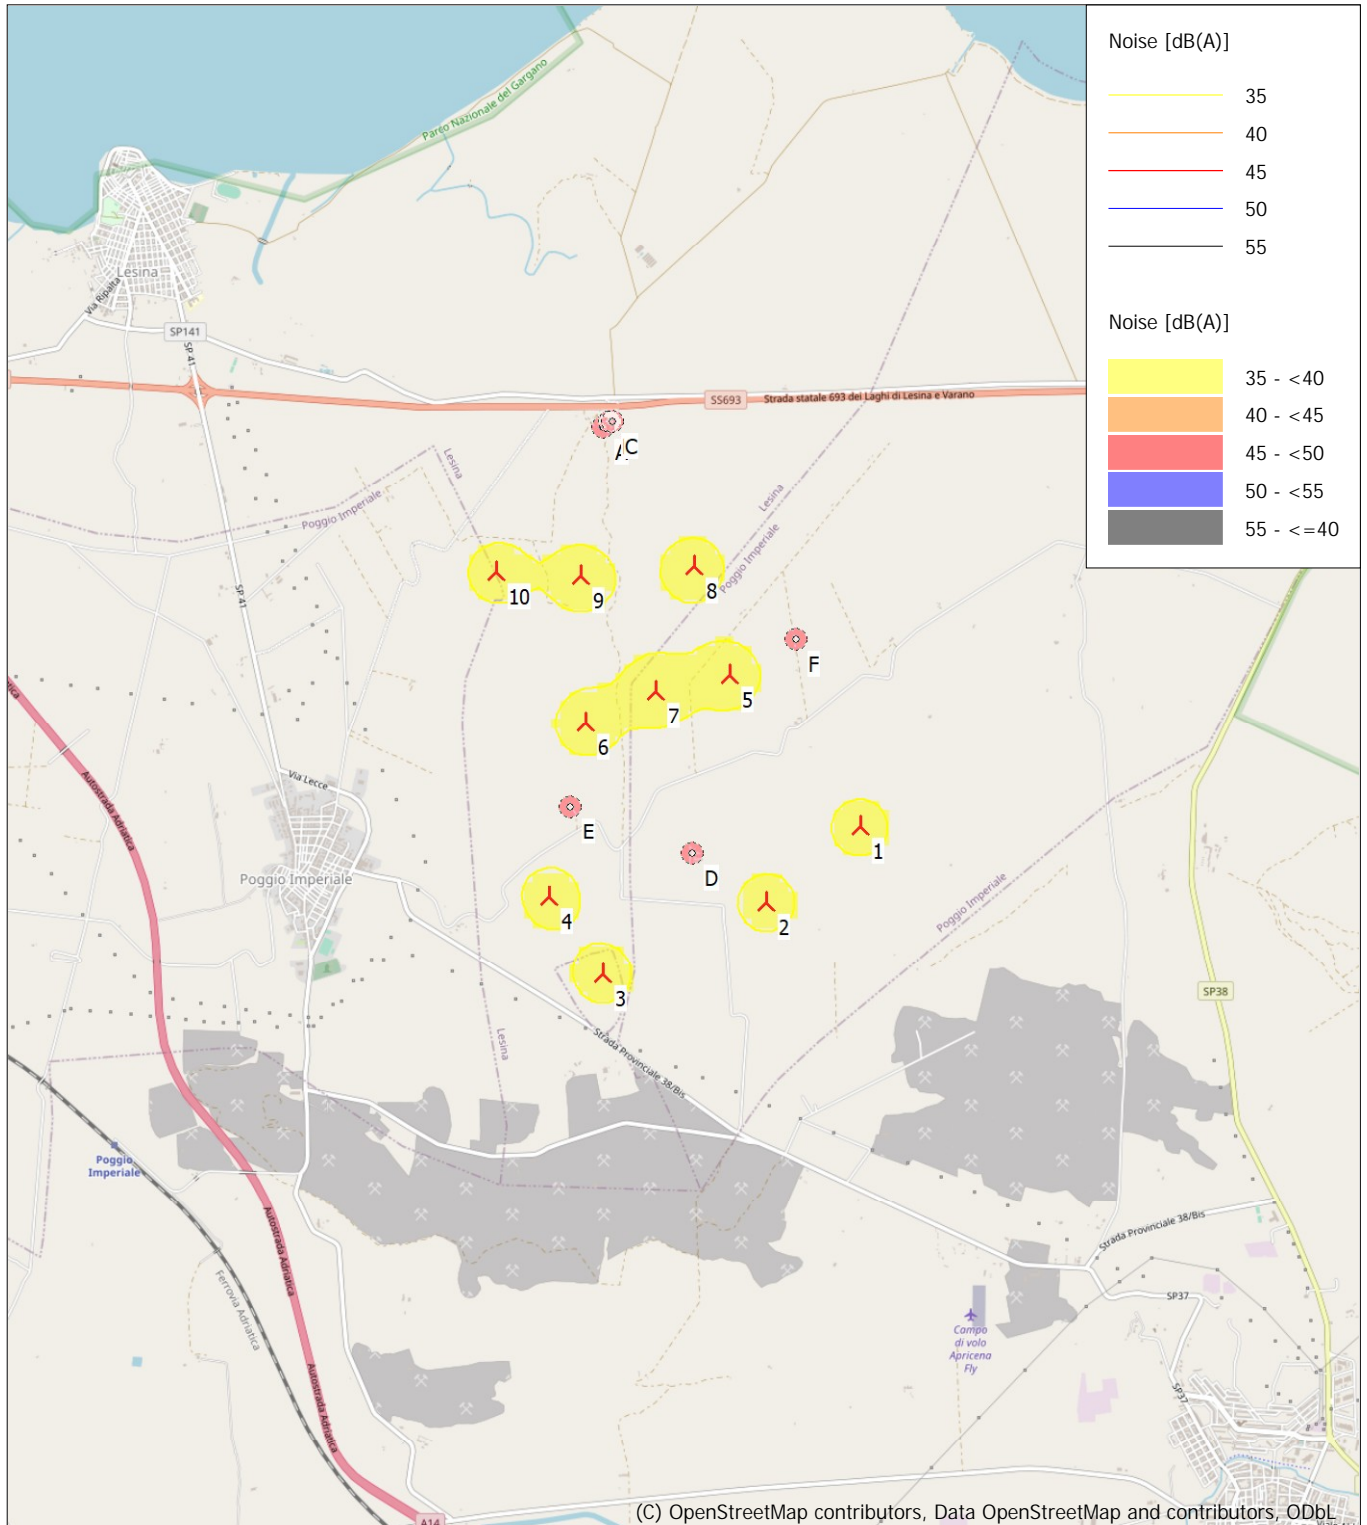 Noise [dB(A)]
35
40
45
50
55
Noise [dB(A)]
35 - <40
40 - <45
45 - <50
50 - <55
55 - <=40
Parco Nazionale del Gargano
Lesina
Via Ripalta
SP141
SP 41
SS693
Strada statale 693 dei Laghi di Lesina e Varano
C
Lesina
Poggio Imperiale
Lesina
Poggio Imperiale
10
9
8
SP 41
F
5
7
6
Autostrada Adriatica
Via Lecce
E
D
1
Poggio Imperiale
4
2
Poggio Imperiale
3
SP38
Lesina
Strada Provinciale 38/Bis
Poggio
Imperiale
Autostrada Adriatica
Strada Provinciale 38/Bis
Ferrovia Adriatica
SP37
Campo
di volo
Apricena
Fly
Autostrada Adriatica
SP37
A14
(C) OpenStreetMap contributors, Data OpenStreetMap and contributors, ODbL